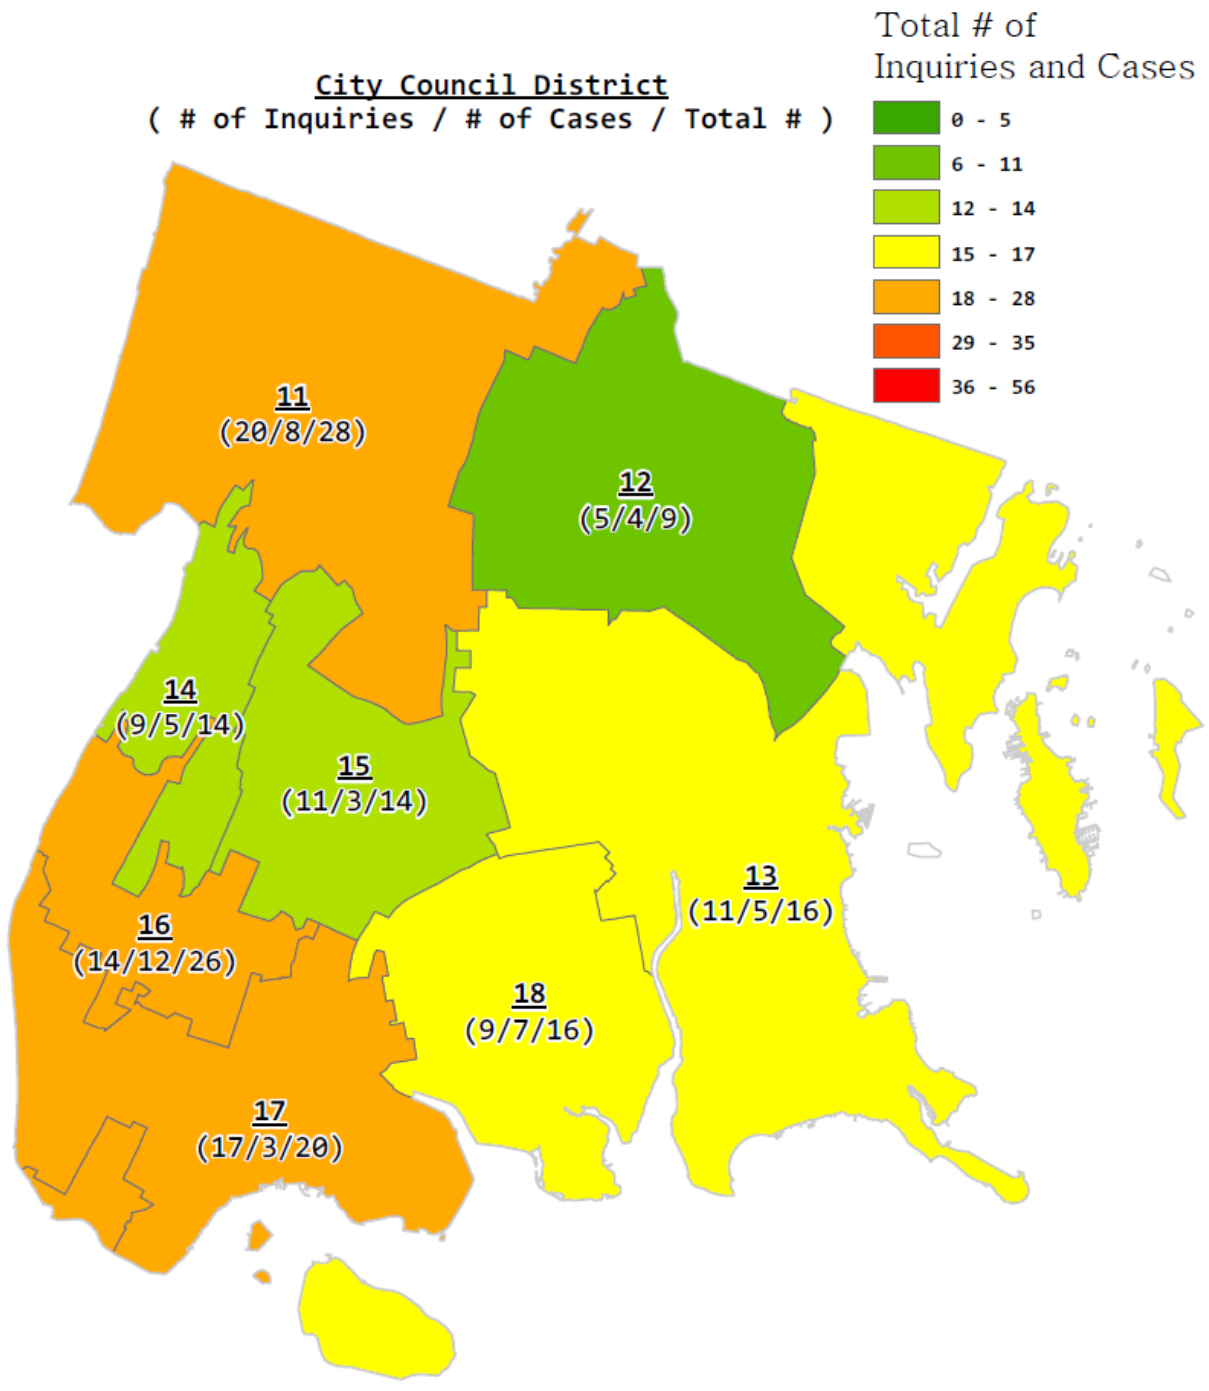 City Council District
( # of Inquiries / # of Cases / Total # )
Total # of
Inquiries and Cases
0 - 5
6 - 11
12 - 14
15 - 17
18 - 28
29 - 35
36 - 56
11
(20/8/28)
12
(5/4/9)
14
(9/5/14)
15
(11/3/14)
13
(11/5/16)
16
(14/12/26)
18
(9/7/16)
17
(17/3/20)